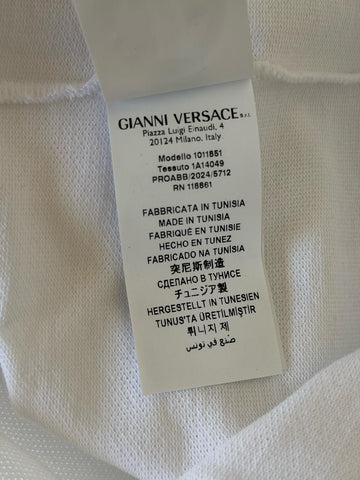 GIANNI VERSACE S.r.l.
Piazza Luigi Einaudi, 4
20124 Milano, Italy
Modello 1011851
Tessuto 1A14049
PROABB/2024/5712
RN 118861
FABBRICATA IN TUNISIA
MADE IN TUNISIA
FABRIQUÉ EN TUNISIE
HECHO EN TUNEZ
FABRICADO NA TUNÍSIA
突尼斯制造
СДЕЛАНО В ТУНИСЕ
チュニジア製
HERGESTELLT IN TUNESIEN
TUNUS'TA ÜRETİLMİŞTİR
튀니지 제
صنع في تونس